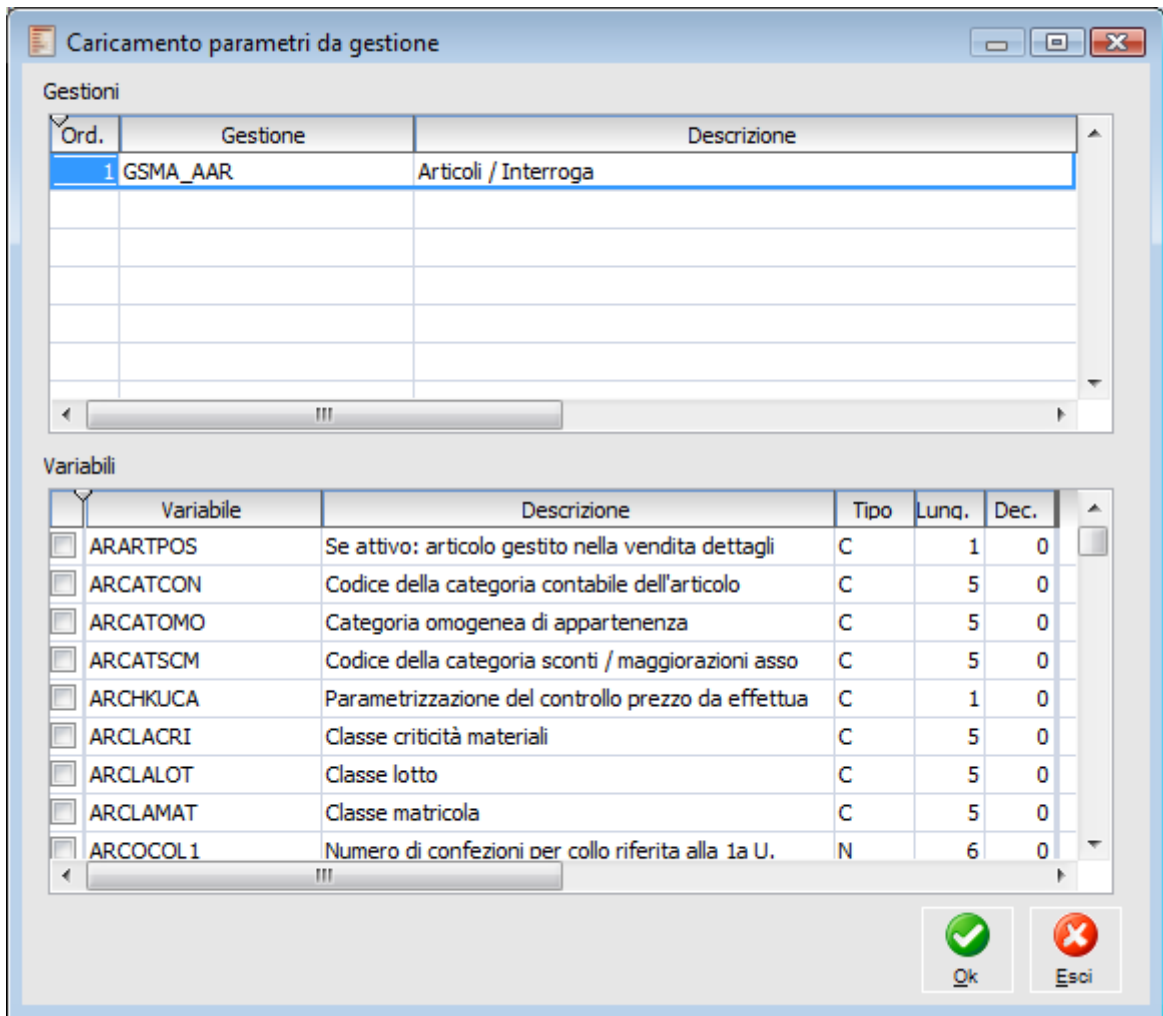 Caricamento parametri da gestione
Gestioni
Ord. Gestione Descrizione
1 GSMA_AAR Articoli / Interroga
Variabili
Variabile Descrizione Tipo Lung. Dec.
ARARTPOS Se attivo: articolo gestito nella vendita dettagli C 1 0
ARCATCON Codice della categoria contabile dell'articolo C 5 0
ARCATOMO Categoria omogenea di appartenenza C 5 0
ARCATSCM Codice della categoria sconti / maggiorazioni asso C 5 0
ARCHKUCA Parametrizzazione del controllo prezzo da effettua C 1 0
ARCLACRI Classe criticità materiali C 5 0
ARCLALOT Classe lotto C 5 0
ARCLAMAT Classe matricola C 5 0
ARCOCOL1 Numero di confezioni per collo riferita alla 1a U. N 6 0
Ok Esci